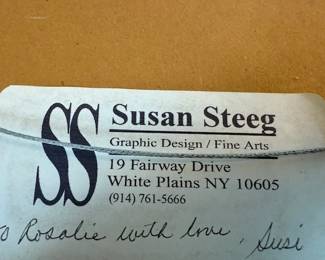 SS
Susan Steeg
Graphic Design / Fine Arts
19 Fairway Drive
White Plains NY 10605
(914) 761-5666
to Rosalie with love, Susi